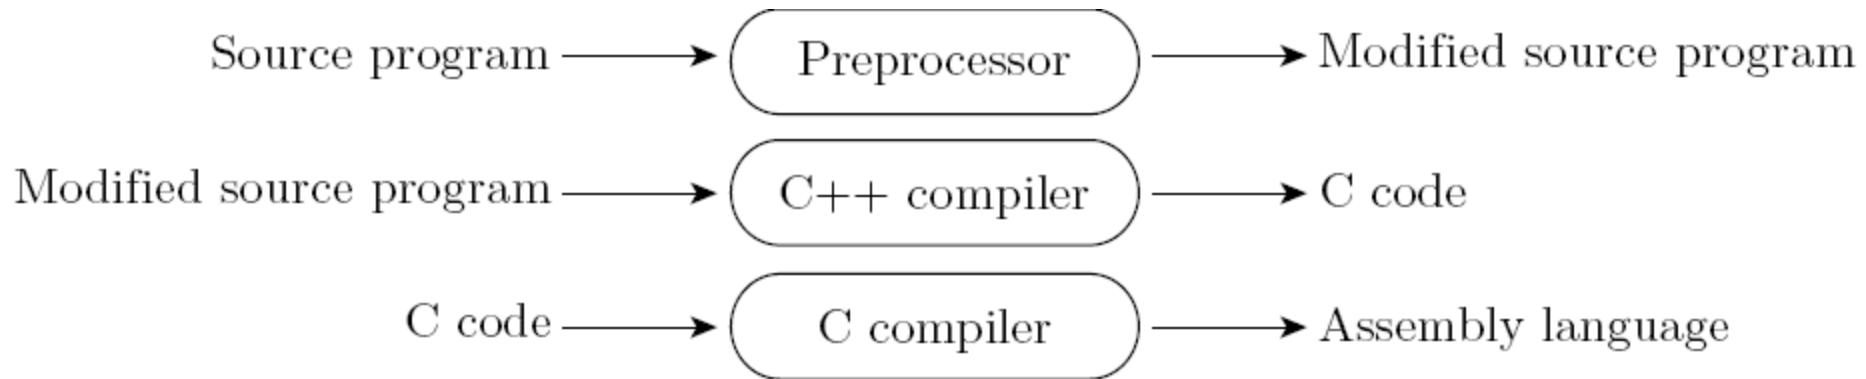 Source program Preprocessor Modified source program
Modified source program C++ compiler C code
C code C compiler Assembly language